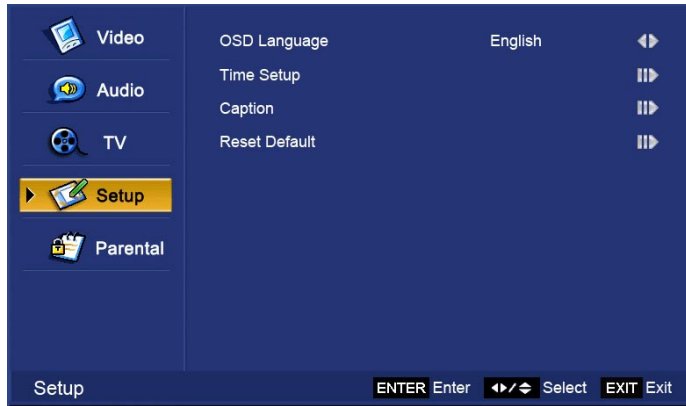 Video
Audio
TV
Setup
Parental
OSD Language English
Time Setup
Caption
Reset Default
Setup ENTER Enter Select EXIT Exit